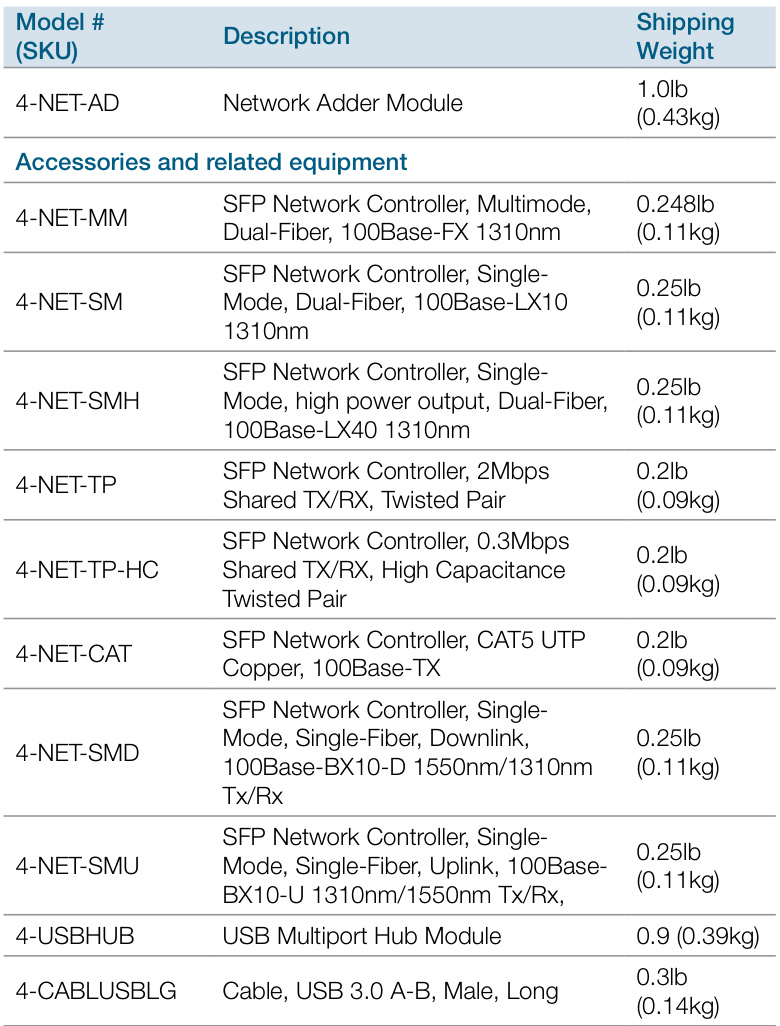 Model #
(SKU)
Description
Shipping
Weight
4-NET-AD
Network Adder Module
1.0lb
(0.43kg)
Accessories and related equipment
4-NET-MM
SFP Network Controller, Multimode,
Dual-Fiber, 100Base-FX 1310nm
0.248lb
(0.11kg)
4-NET-SM
SFP Network Controller, Single-
Mode, Dual-Fiber, 100Base-LX10
1310nm
0.25lb
(0.11kg)
4-NET-SMH
SFP Network Controller, Single-
Mode, high power output, Dual-Fiber,
100Base-LX40 1310nm
0.25lb
(0.11kg)
4-NET-TP
SFP Network Controller, 2Mbps
Shared TX/RX, Twisted Pair
0.2lb
(0.09kg)
4-NET-TP-HC
SFP Network Controller, 0.3Mbps
Shared TX/RX, High Capacitance
Twisted Pair
0.2lb
(0.09kg)
4-NET-CAT
SFP Network Controller, CAT5 UTP
Copper, 100Base-TX
0.2lb
(0.09kg)
4-NET-SMD
SFP Network Controller, Single-
Mode, Single-Fiber, Downlink,
100Base-BX10-D 1550nm/1310nm
Tx/Rx
0.25lb
(0.11kg)
4-NET-SMU
SFP Network Controller, Single-
Mode, Single-Fiber, Uplink, 100Base-
BX10-U 1310nm/1550nm Tx/Rx,
0.25lb
(0.11kg)
4-USBHUB
USB Multiport Hub Module
0.9 (0.39kg)
4-CABLUSBLG
Cable, USB 3.0 A-B, Male, Long
0.3lb
(0.14kg)